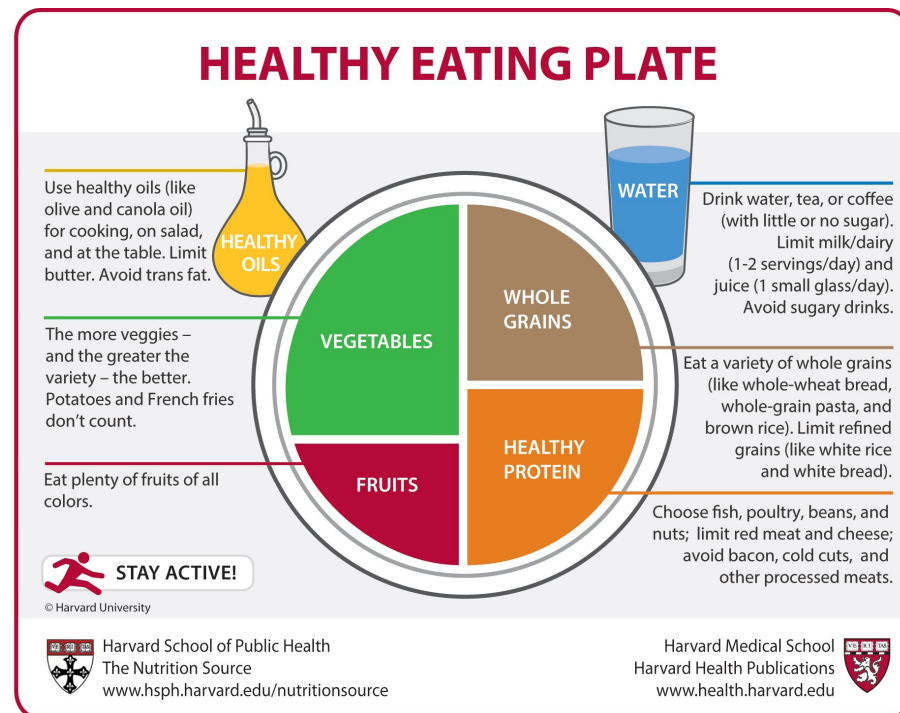 HEALTHY EATING PLATE
HEALTHY
OILS
WATER
Use healthy oils (like
olive and canola oil)
for cooking, on salad,
and at the table. Limit
butter. Avoid trans fat.
The more veggies –
and the greater the
variety – the better.
Potatoes and French fries
don't count.
Eat plenty of fruits of all
colors.
VEGETABLES
FRUITS
WHOLE
GRAINS
HEALTHY
PROTEIN
Drink water, tea, or coffee
(with little or no sugar).
Limit milk/dairy
(1-2 servings/day) and
juice (1 small glass/day).
Avoid sugary drinks.
Eat a variety of whole grains
(like whole-wheat bread,
whole-grain pasta, and
brown rice). Limit refined
grains (like white rice
and white bread).
Choose fish, poultry, beans, and
nuts; limit red meat and cheese;
avoid bacon, cold cuts, and
other processed meats.
STAY ACTIVE!
© Harvard University
Harvard School of Public Health
The Nutrition Source
www.hsph.harvard.edu/nutritionsource
Harvard Medical School
Harvard Health Publications
www.health.harvard.edu
VE RI TAS